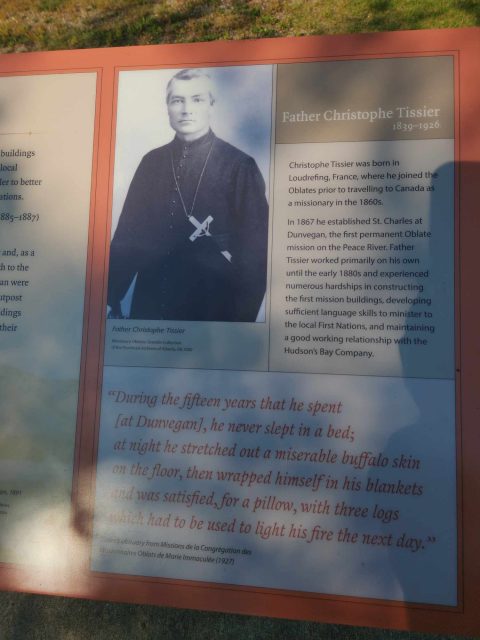 buildings
local
ler to better
ations.
1885–1887)
and, as a
h to the
an were
utpost
dings
their
1891
Father Christophe Tissier
1839–1926
Christophe Tissier was born in
Loudrefing, France, where he joined the
Oblates prior to travelling to Canada as
a missionary in the 1860s.
In 1867 he established St. Charles at
Dunvegan, the first permanent Oblate
mission on the Peace River. Father
Tissier worked primarily on his own
until the early 1880s and experienced
numerous hardships in constructing
the first mission buildings, developing
sufficient language skills to minister to
the local First Nations, and maintaining
a good working relationship with the
Hudson's Bay Company.
Father Christophe Tissier
“During the fifteen years that he spent
[at Dunvegan], he never slept in a bed;
at night he stretched out a miserable buffalo skin
on the floor, then wrapped himself in his blankets
and was satisfied, for a pillow, with three logs
which had to be used to light his fire the next day.”
obituary from Missions de la Congrégation des
Missionnaires Oblats de Marie Immaculée (1927)